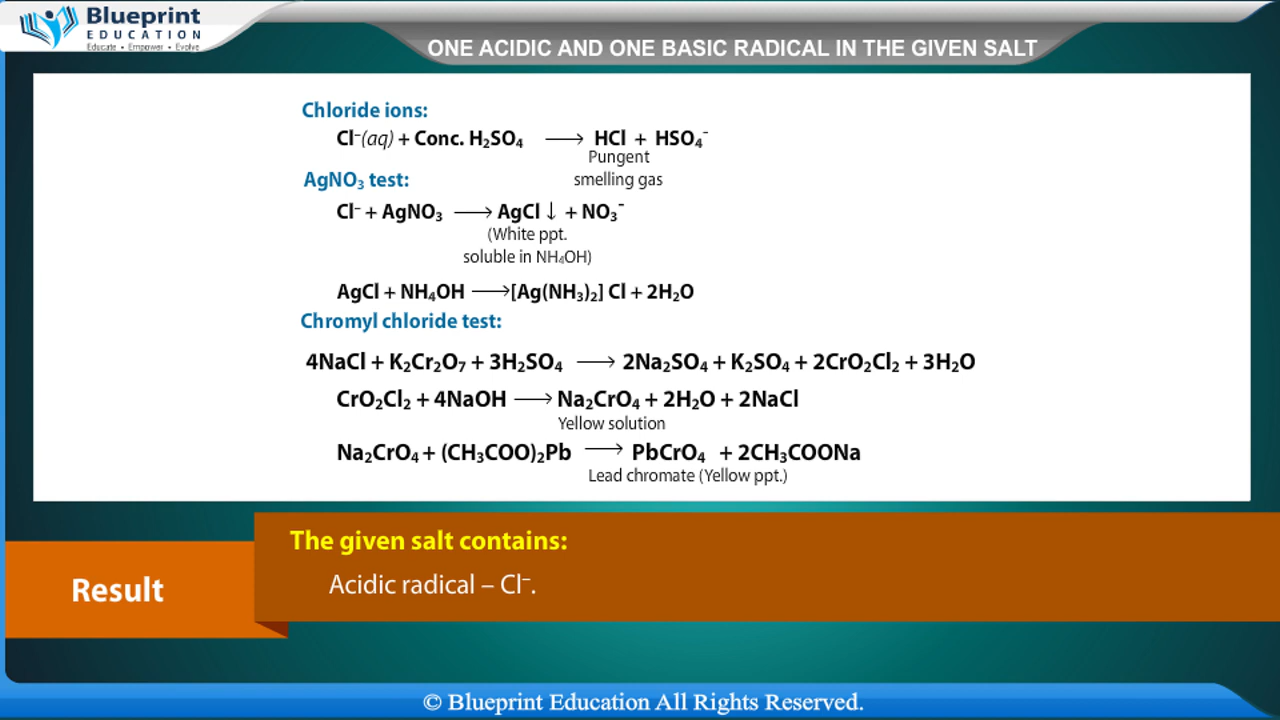 Blueprint
EDUCATION
Educate • Empower • Evolve
ONE ACIDIC AND ONE BASIC RADICAL IN THE GIVEN SALT
Chloride ions:
Cl⁻(aq) + Conc. H₂SO₄ ⟶ HCl + HSO₄⁻
Pungent
smelling gas
AgNO₃ test:
Cl⁻ + AgNO₃ ⟶ AgCl ↓ + NO₃⁻
(White ppt.
soluble in NH₄OH)
AgCl + NH₄OH ⟶ [Ag(NH₃)₂] Cl + 2H₂O
Chromyl chloride test:
4NaCl + K₂Cr₂O₇ + 3H₂SO₄ ⟶ 2Na₂SO₄ + K₂SO₄ + 2CrO₂Cl₂ + 3H₂O
CrO₂Cl₂ + 4NaOH ⟶ Na₂CrO₄ + 2H₂O + 2NaCl
Yellow solution
Na₂CrO₄ + (CH₃COO)₂Pb ⟶ PbCrO₄ + 2CH₃COONa
Lead chromate (Yellow ppt.)
The given salt contains:
Result
Acidic radical – Cl⁻.
© Blueprint Education All Rights Reserved.